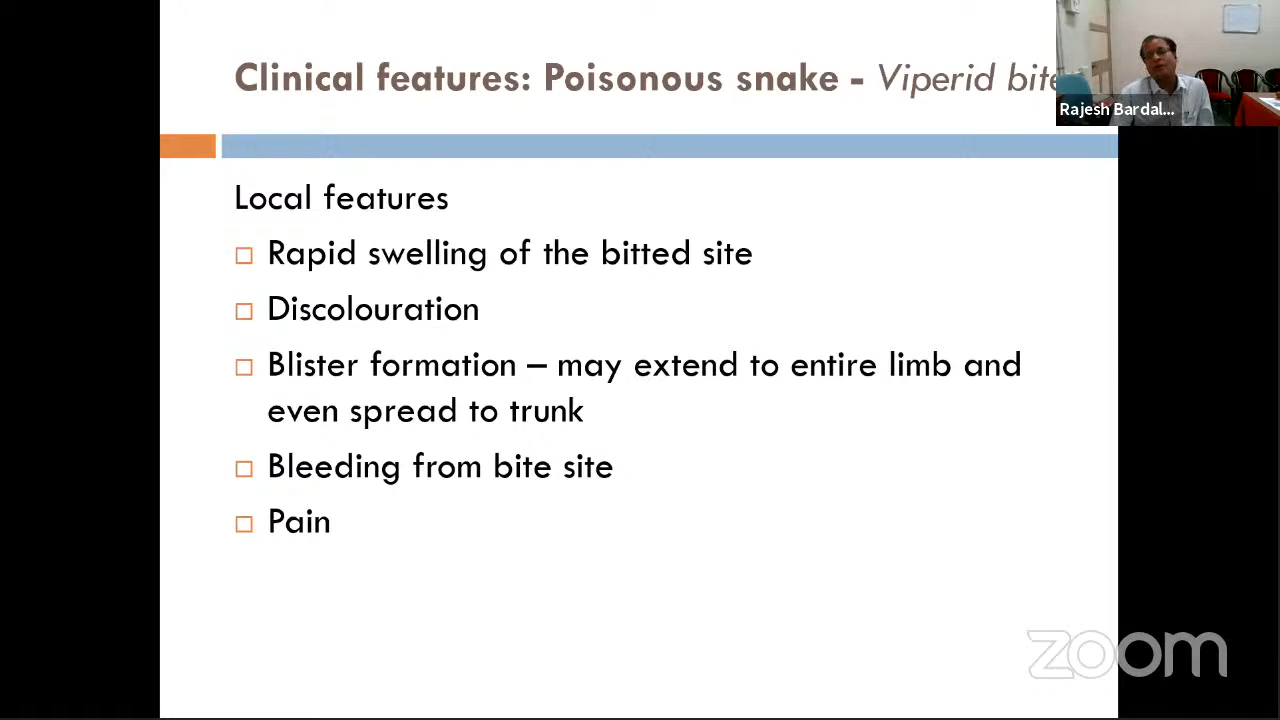 Clinical features: Poisonous snake - Viperid bite
Rajesh Bardal...
Local features
Rapid swelling of the bitted site
Discolouration
Blister formation – may extend to entire limb and
even spread to trunk
Bleeding from bite site
Pain
zoom